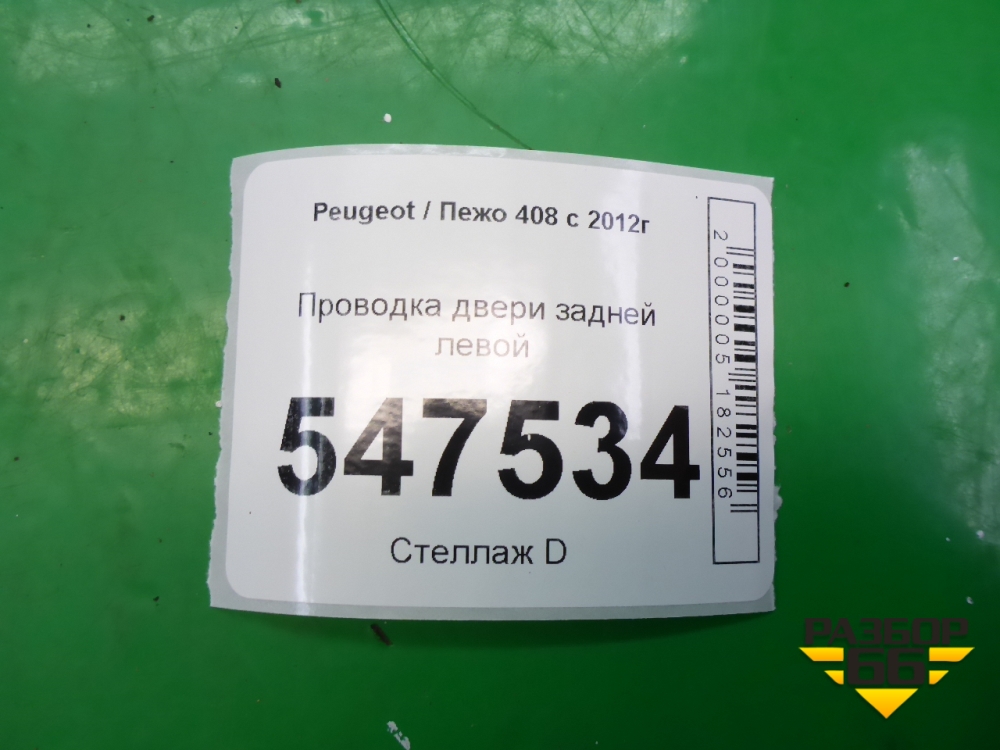 Peugeot / Пежо 408 с 2012г
Проводка двери задней
левой
547534
Стеллаж D
2000005182556
РАЗБОР
66